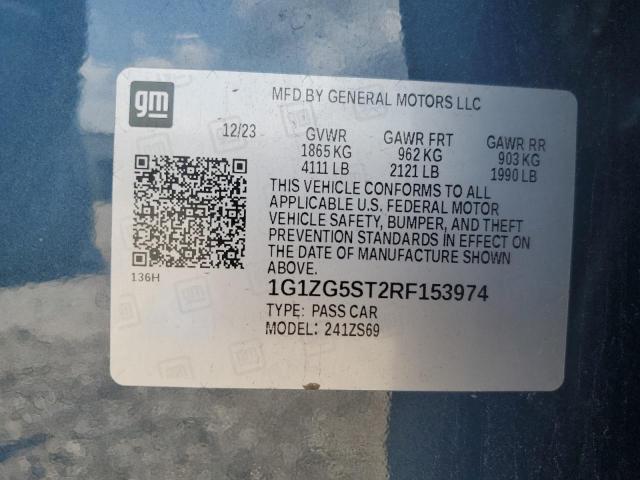 gm
MFD BY GENERAL MOTORS LLC
12/23 GVWR GAWR FRT GAWR RR
1865 KG 962 KG 903 KG
4111 LB 2121 LB 1990 LB
THIS VEHICLE CONFORMS TO ALL
APPLICABLE U.S. FEDERAL MOTOR
VEHICLE SAFETY, BUMPER, AND THEFT
PREVENTION STANDARDS IN EFFECT ON
THE DATE OF MANUFACTURE SHOWN
ABOVE.
136H
1G1ZG5ST2RF153974
TYPE: PASS CAR
MODEL: 241ZS69